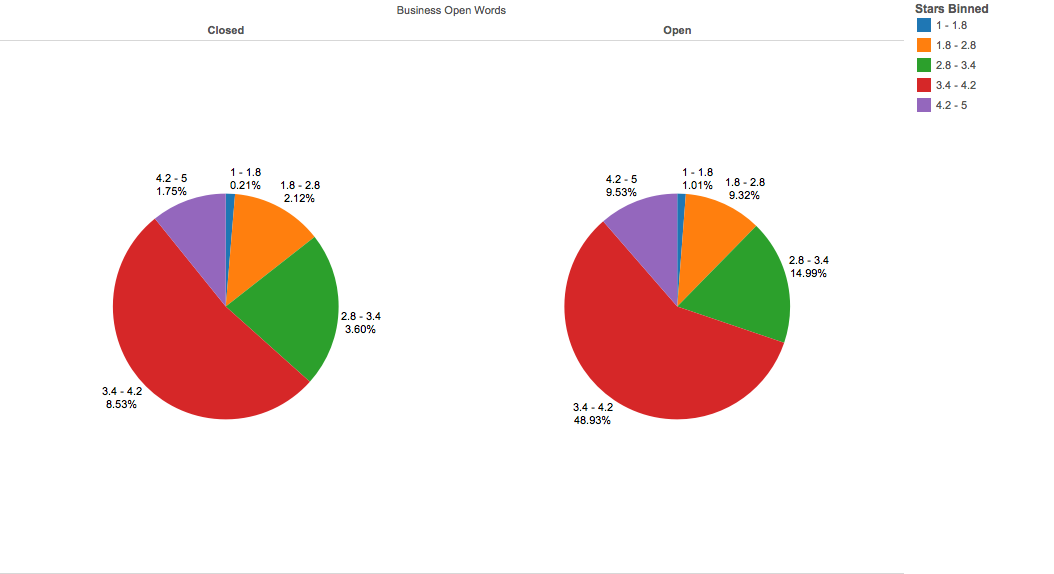 Business Open Words
Closed
Open
4.2 - 5
1.75%
1 - 1.8
0.21%
1.8 - 2.8
2.12%
2.8 - 3.4
3.60%
3.4 - 4.2
8.53%
4.2 - 5
9.53%
1 - 1.8
1.01%
1.8 - 2.8
9.32%
2.8 - 3.4
14.99%
3.4 - 4.2
48.93%
Stars Binned
1 - 1.8
1.8 - 2.8
2.8 - 3.4
3.4 - 4.2
4.2 - 5